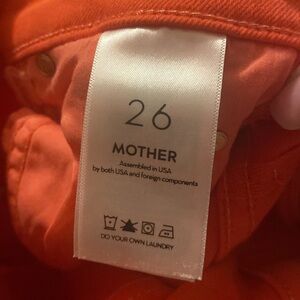 26
MOTHER
Assembled in USA
by both USA and foreign components
DO YOUR OWN LAUNDRY